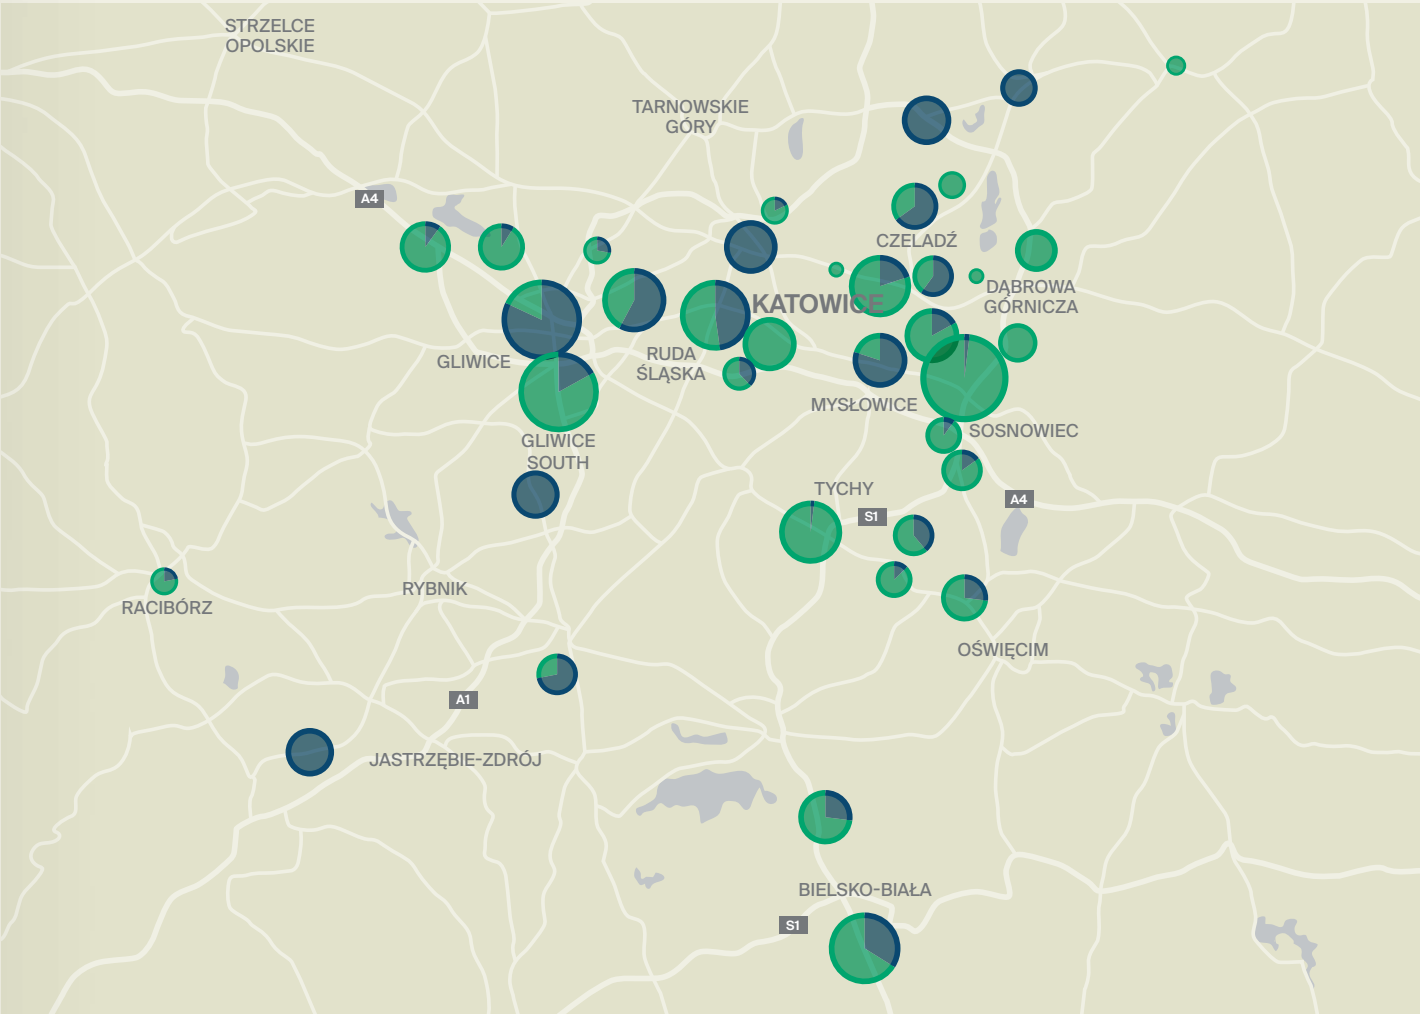 STRZELCE
OPOLSKIE
TARNOWSKIE
GÓRY
A4
CZELADŹ
DĄBROWA
GÓRNICZA
KATOWICE
GLIWICE
RUDA
ŚLĄSKA
MYSŁOWICE
SOSNOWIEC
GLIWICE
SOUTH
TYCHY
A4
S1
RYBNIK
RACIBÓRZ
OŚWIĘCIM
A1
JASTRZĘBIE-ZDRÓJ
BIELSKO-BIAŁA
S1